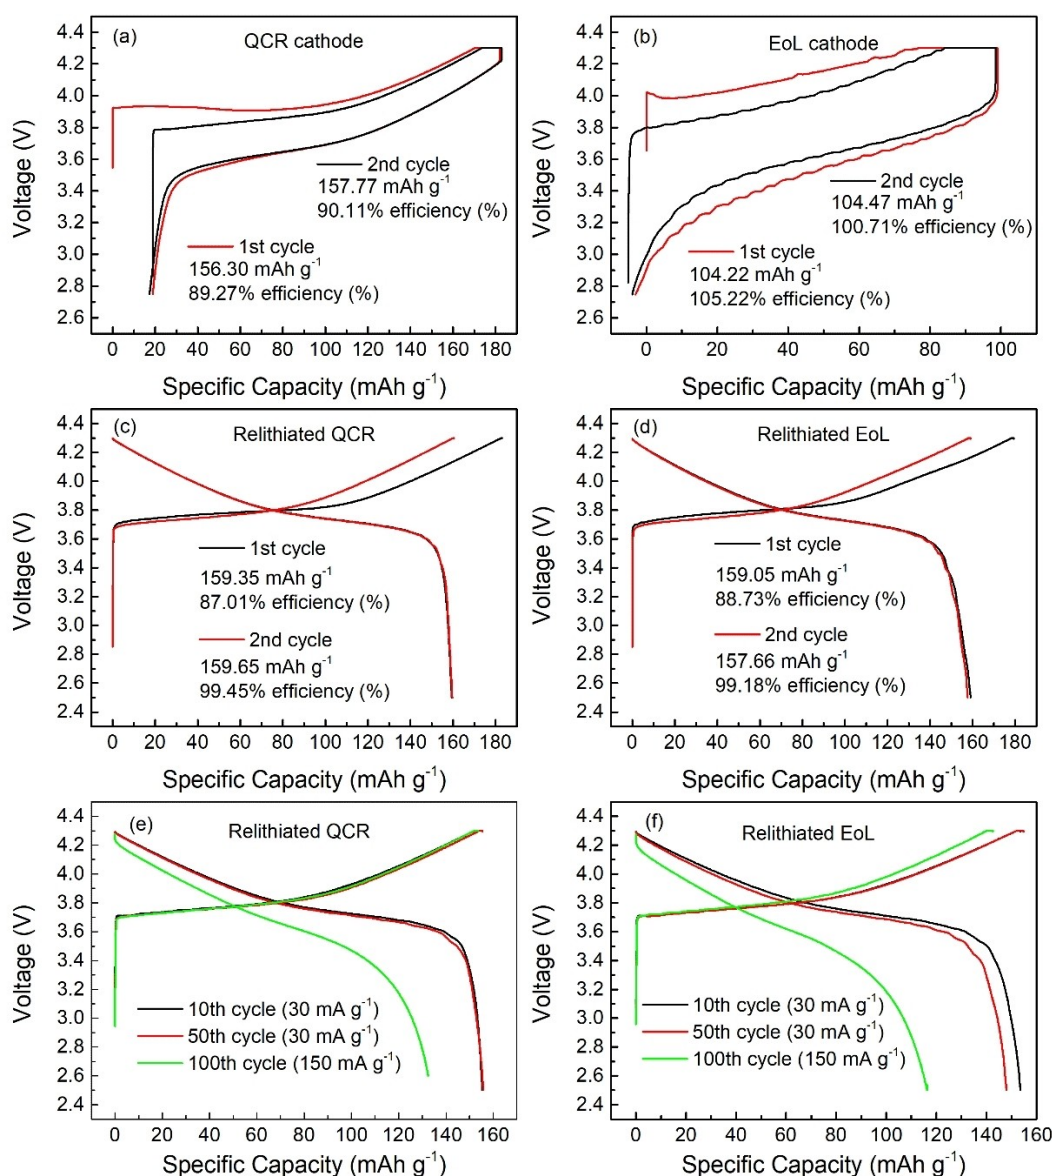 (a) QCR cathode
4.4
4.2
4.0
3.8
3.6
3.4
3.2
3.0
2.8
2.6
Voltage (V)
2nd cycle
157.77 mAh g⁻¹
90.11% efficiency (%)
1st cycle
156.30 mAh g⁻¹
89.27% efficiency (%)
0 20 40 60 80 100 120 140 160 180
Specific Capacity (mAh g⁻¹)
(b) EoL cathode
4.4
4.2
4.0
3.8
3.6
3.4
3.2
3.0
2.8
2.6
Voltage (V)
2nd cycle
104.47 mAh g⁻¹
100.71% efficiency (%)
1st cycle
104.22 mAh g⁻¹
105.22% efficiency (%)
0 20 40 60 80 100
Specific Capacity (mAh g⁻¹)
(c) Relithiated QCR
4.4
4.2
4.0
3.8
3.6
3.4
3.2
3.0
2.8
2.6
2.4
Voltage (V)
1st cycle
159.35 mAh g⁻¹
87.01% efficiency (%)
2nd cycle
159.65 mAh g⁻¹
99.45% efficiency (%)
0 20 40 60 80 100 120 140 160 180
Specific Capacity (mAh g⁻¹)
(d) Relithiated EoL
4.4
4.2
4.0
3.8
3.6
3.4
3.2
3.0
2.8
2.6
2.4
Voltage (V)
1st cycle
159.05 mAh g⁻¹
88.73% efficiency (%)
2nd cycle
157.66 mAh g⁻¹
99.18% efficiency (%)
0 20 40 60 80 100 120 140 160 180
Specific Capacity (mAh g⁻¹)
(e) Relithiated QCR
4.4
4.2
4.0
3.8
3.6
3.4
3.2
3.0
2.8
2.6
2.4
Voltage (V)
10th cycle (30 mA g⁻¹)
50th cycle (30 mA g⁻¹)
100th cycle (150 mA g⁻¹)
0 20 40 60 80 100 120 140 160
Specific Capacity (mAh g⁻¹)
(f) Relithiated EoL
4.4
4.2
4.0
3.8
3.6
3.4
3.2
3.0
2.8
2.6
2.4
Voltage (V)
10th cycle (30 mA g⁻¹)
50th cycle (30 mA g⁻¹)
100th cycle (150 mA g⁻¹)
0 20 40 60 80 100 120 140 160
Specific Capacity (mAh g⁻¹)